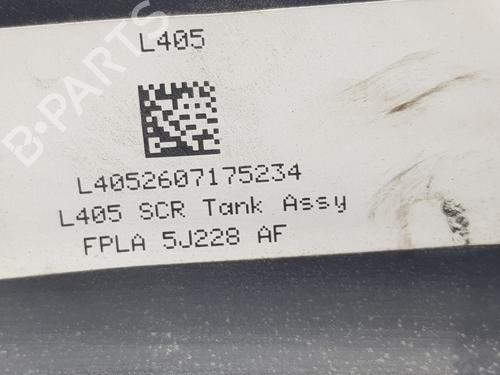 L405
B-PARTS
L4052607175234
L405 SCR Tank Assy
FPLA 5J228 AF